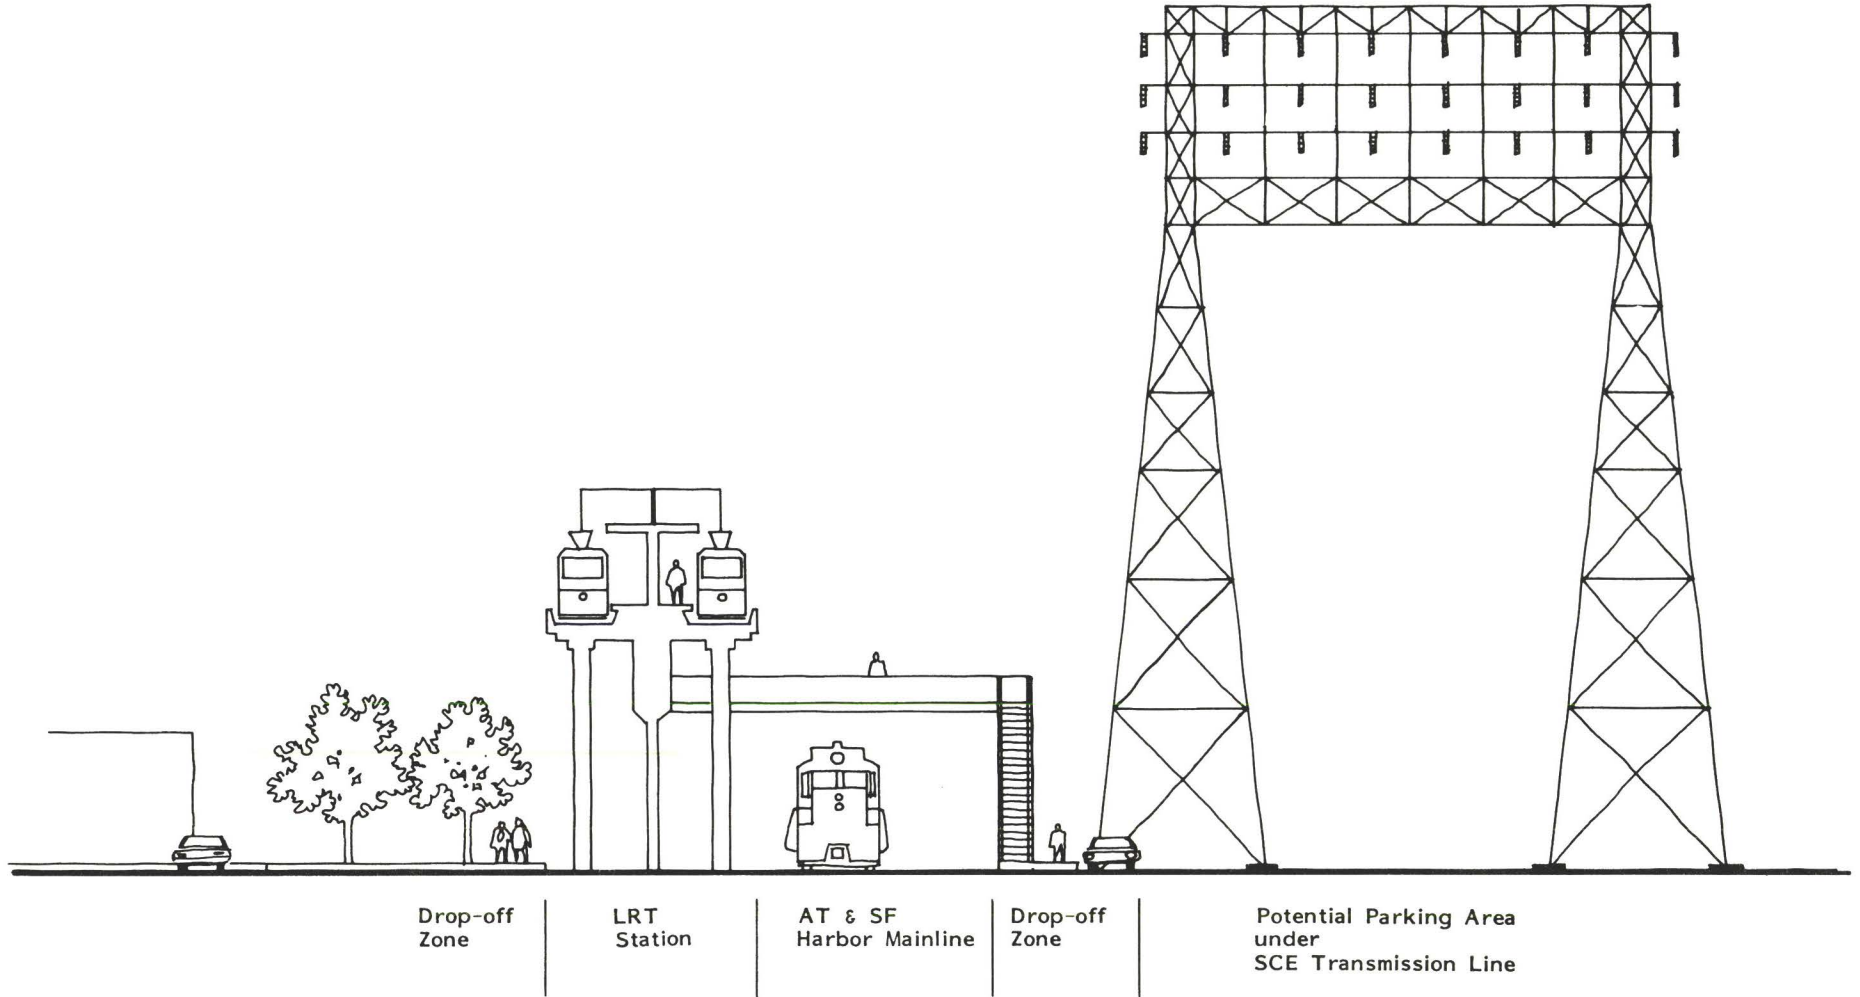 Drop-off
Zone
LRT
Station
AT & SF
Harbor Mainline
Drop-off
Zone
Potential Parking Area
under
SCE Transmission Line